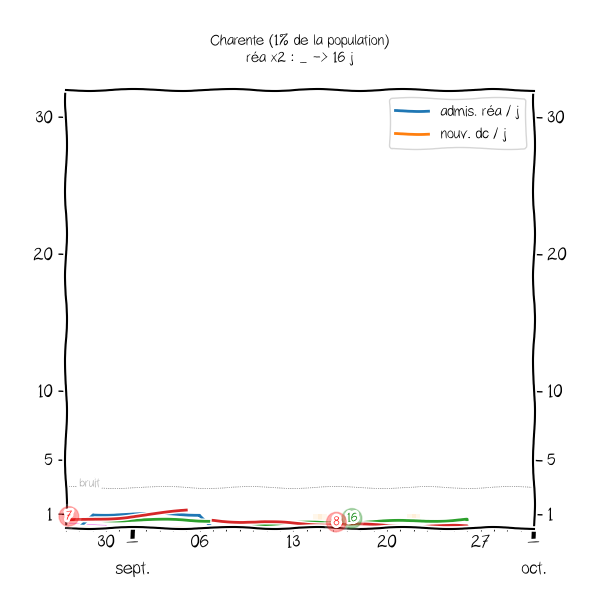 Charente (1% de la population)
réa x2 : _ -> 16 j
admis. réa / j
nouv. dc / j
30
30
20
20
10
10
5
5
bruit
1
1
7
8
16
30
06
13
20
27
sept.
oct.